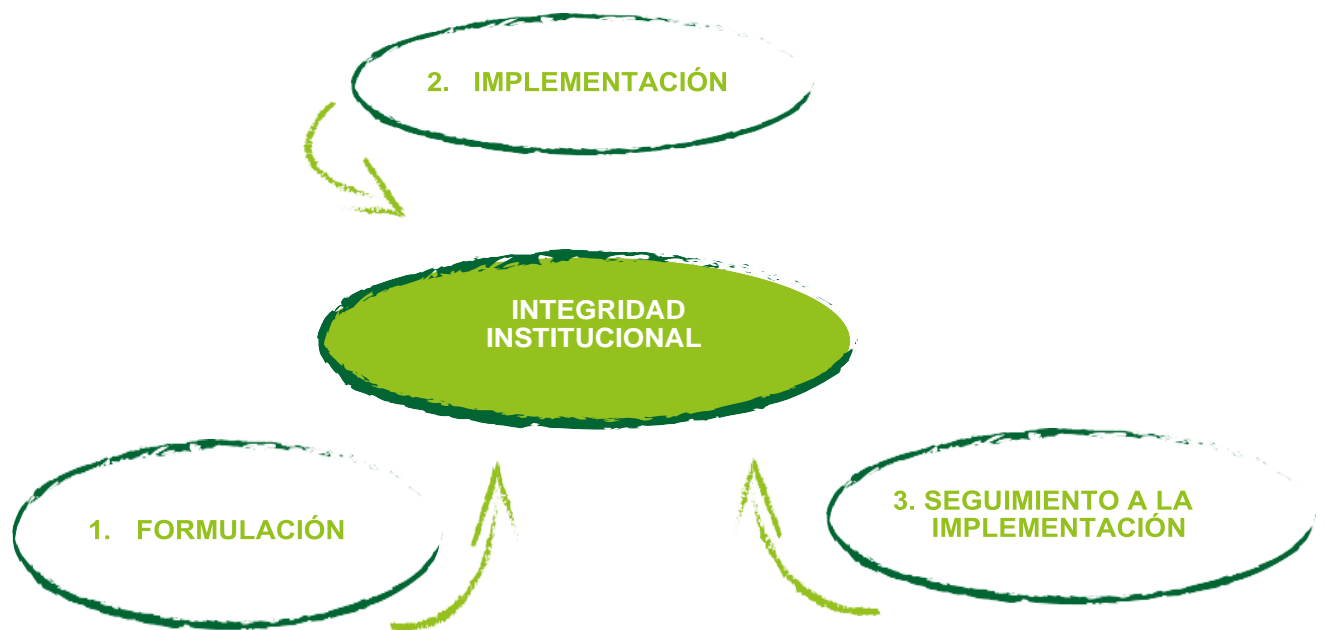 2. IMPLEMENTACIÓN
INTEGRIDAD
INSTITUCIONAL
1. FORMULACIÓN
3. SEGUIMIENTO A LA
IMPLEMENTACIÓN